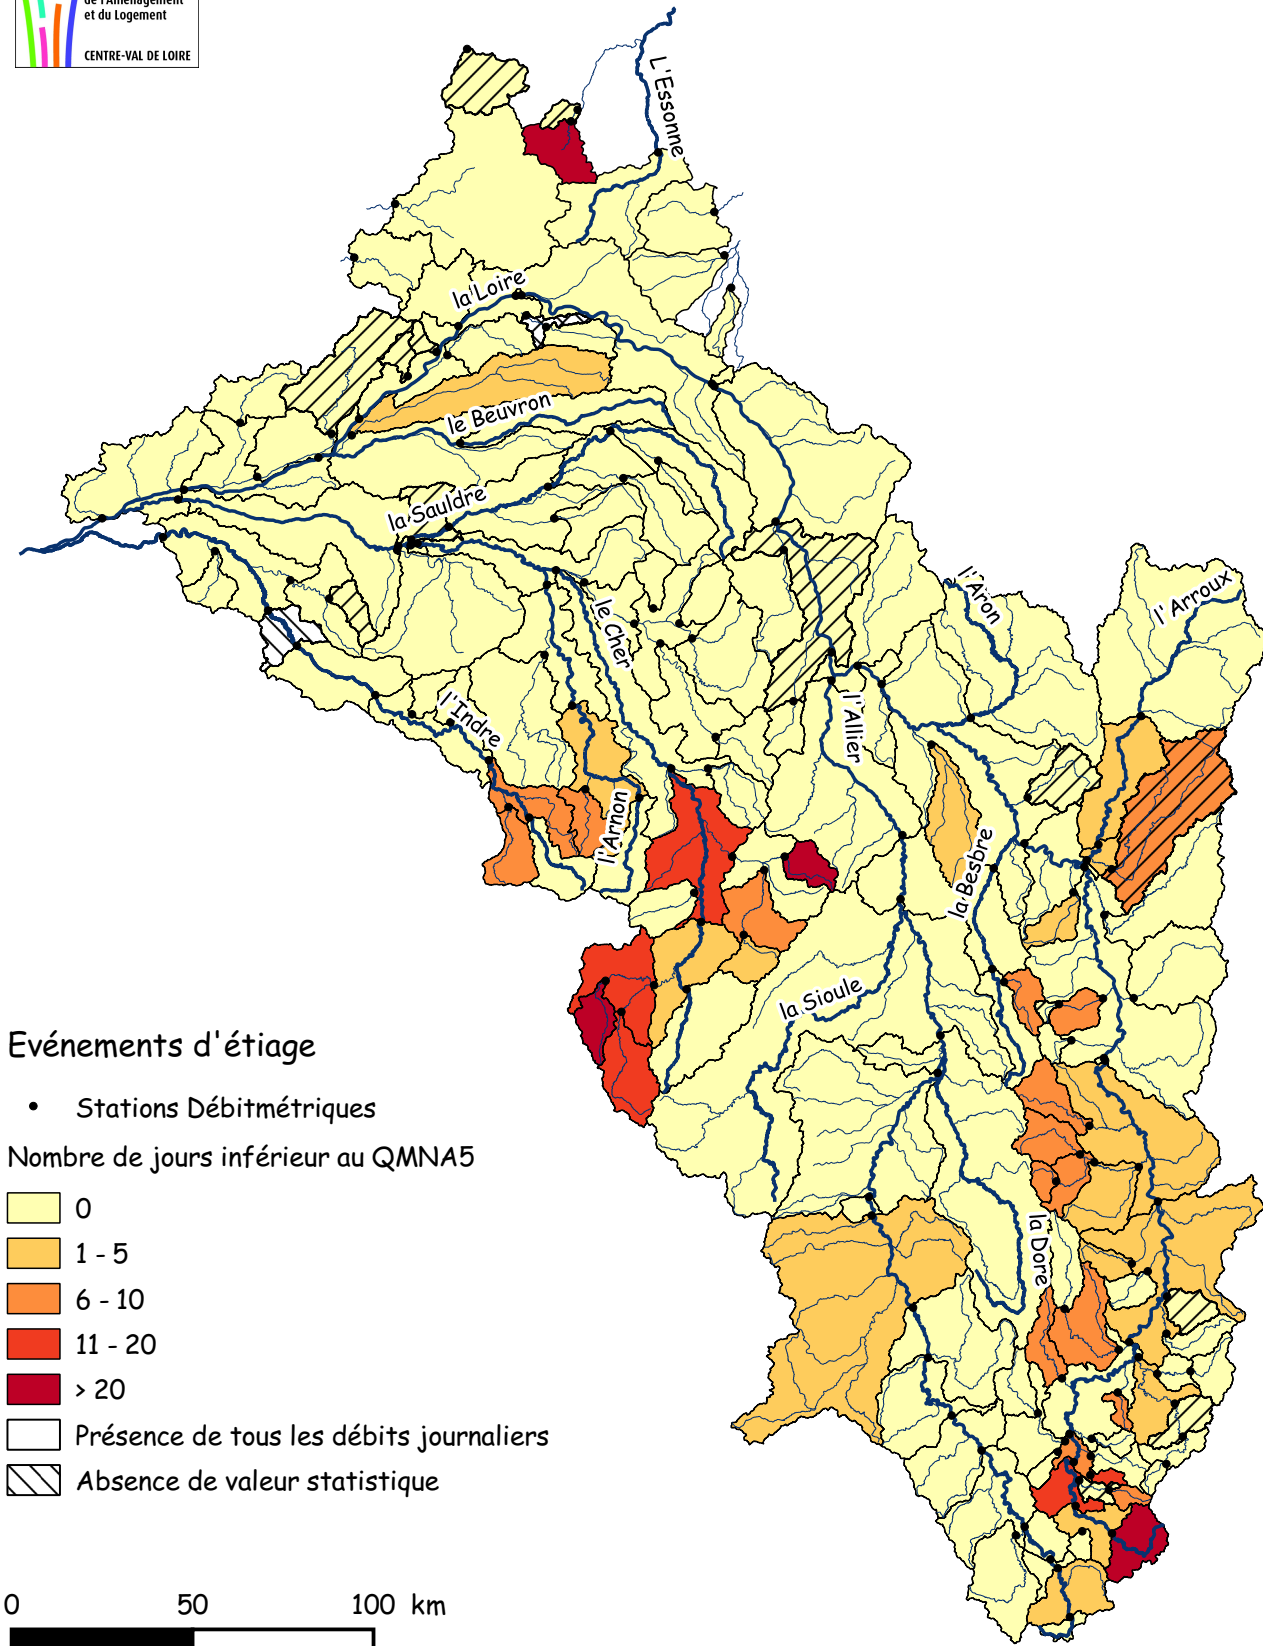 de l'Aménagement
et du Logement
CENTRE-VAL DE LOIRE
L'Essonne
la Loire
le Beuvron
la Sauldre
le Cher
l'Aron
l'Arroux
l'Indre
l'Allier
l'Arnon
la Besbre
la Sioule
la Dore
Evénements d'étiage
Stations Débitmétriques
Nombre de jours inférieur au QMNA5
0
1 - 5
6 - 10
11 - 20
> 20
Présence de tous les débits journaliers
Absence de valeur statistique
0 50 100 km